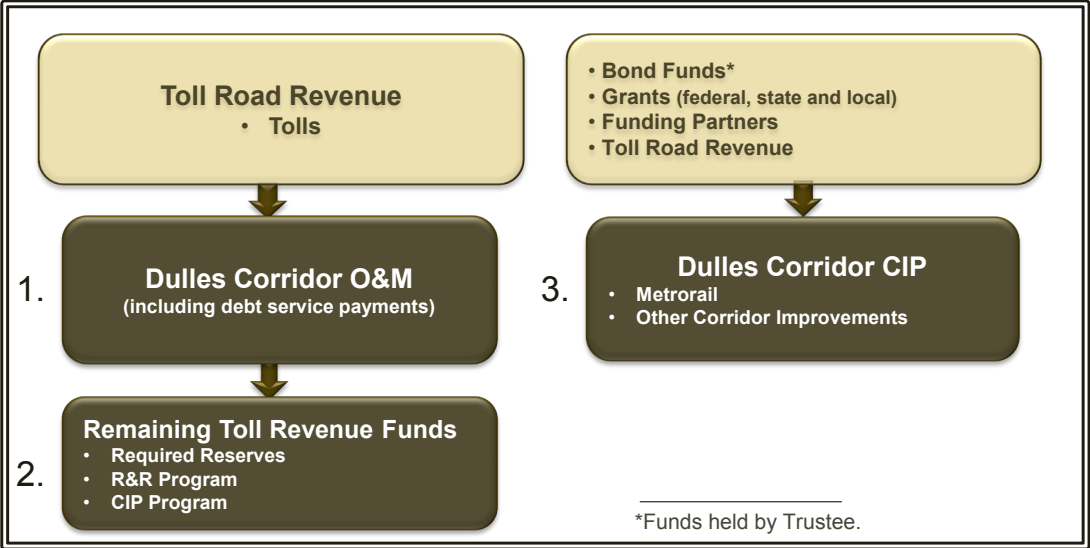 Toll Road Revenue
• Tolls
1.
Dulles Corridor O&M
(including debt service payments)
2.
Remaining Toll Revenue Funds
• Required Reserves
• R&R Program
• CIP Program
• Bond Funds*
• Grants (federal, state and local)
• Funding Partners
• Toll Road Revenue
3.
Dulles Corridor CIP
• Metrorail
• Other Corridor Improvements
*Funds held by Trustee.